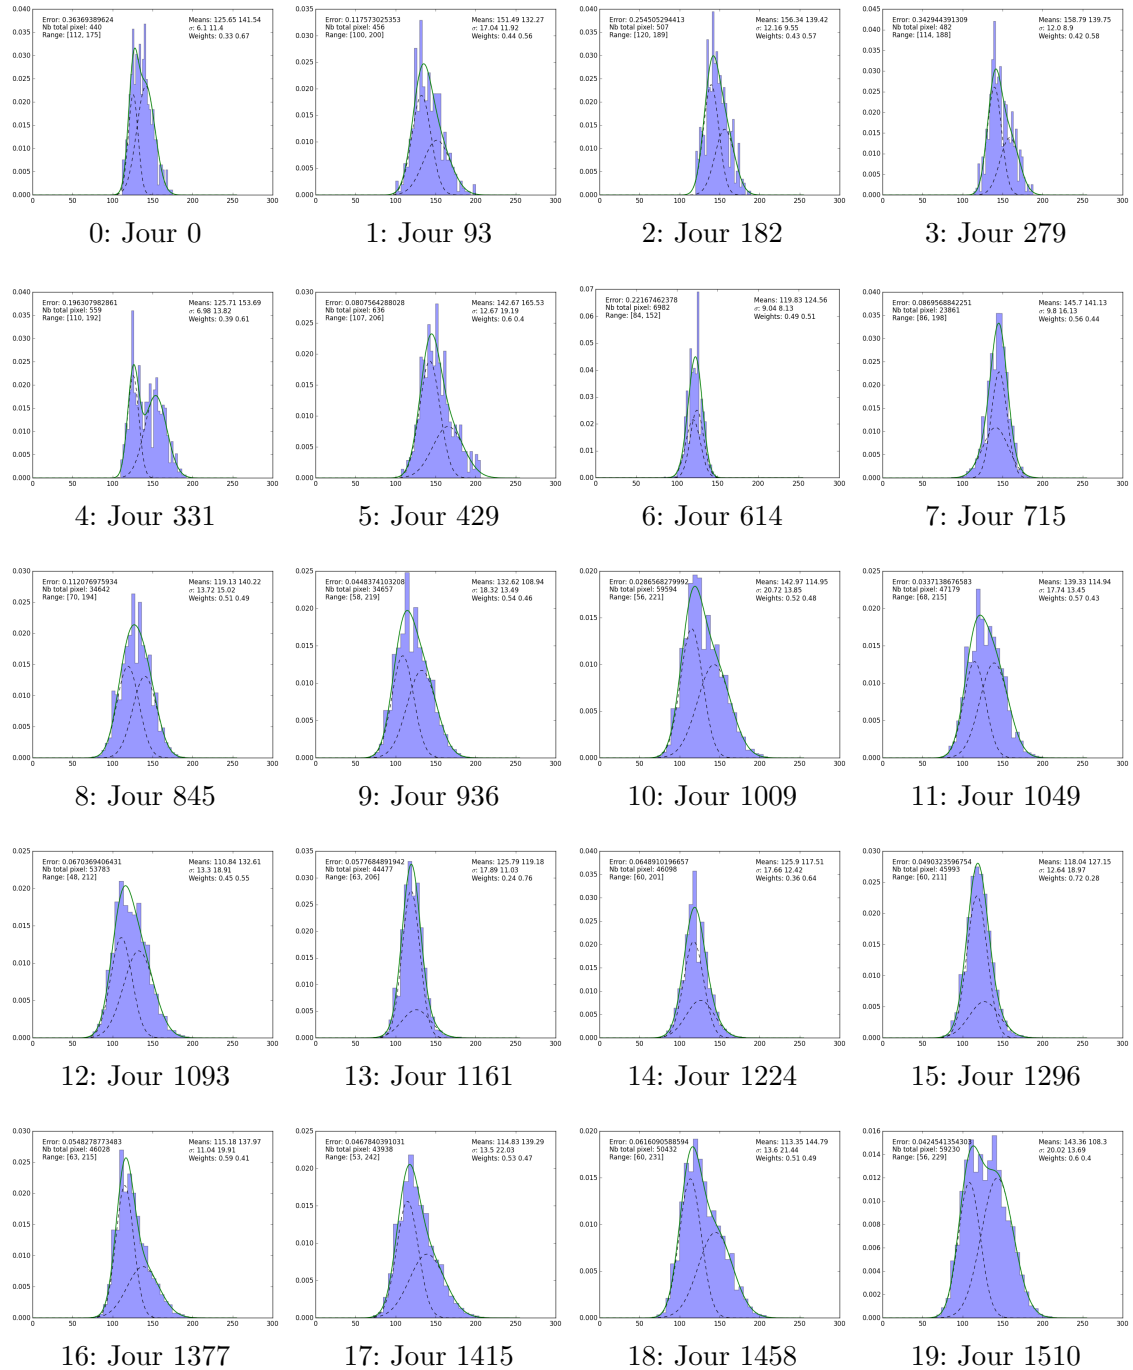 Error: 0.36369389624
Nb total pixel: 440
Range: [112, 175]
Means: 125.65 141.54
σ: 6.1 11.4
Weights: 0.33 0.67
0: Jour 0
Error: 0.117573025353
Nb total pixel: 456
Range: [100, 200]
Means: 151.49 132.27
σ: 17.04 11.92
Weights: 0.44 0.56
1: Jour 93
Error: 0.254505294413
Nb total pixel: 507
Range: [120, 189]
Means: 156.34 139.42
σ: 12.16 9.55
Weights: 0.43 0.57
2: Jour 182
Error: 0.342944391309
Nb total pixel: 482
Range: [114, 188]
Means: 158.79 139.75
σ: 12.0 8.9
Weights: 0.42 0.58
3: Jour 279
Error: 0.196307982861
Nb total pixel: 559
Range: [110, 192]
Means: 125.71 153.69
σ: 6.98 13.82
Weights: 0.39 0.61
4: Jour 331
Error: 0.0807564288028
Nb total pixel: 636
Range: [107, 206]
Means: 142.67 165.53
σ: 12.67 19.19
Weights: 0.6 0.4
5: Jour 429
Error: 0.22167462378
Nb total pixel: 6982
Range: [84, 152]
Means: 119.83 124.56
σ: 9.04 8.13
Weights: 0.49 0.51
6: Jour 614
Error: 0.0869568842251
Nb total pixel: 23861
Range: [86, 198]
Means: 145.7 141.13
σ: 9.8 16.13
Weights: 0.56 0.44
7: Jour 715
Error: 0.112076975934
Nb total pixel: 34642
Range: [70, 194]
Means: 119.13 140.22
σ: 13.72 15.02
Weights: 0.51 0.49
8: Jour 845
Error: 0.0448374103208
Nb total pixel: 34657
Range: [58, 219]
Means: 132.62 108.94
σ: 18.32 13.49
Weights: 0.54 0.46
9: Jour 936
Error: 0.0286568279992
Nb total pixel: 59594
Range: [56, 221]
Means: 142.97 114.95
σ: 20.72 13.85
Weights: 0.52 0.48
10: Jour 1009
Error: 0.0337138676583
Nb total pixel: 47179
Range: [68, 215]
Means: 139.33 114.94
σ: 17.74 13.45
Weights: 0.57 0.43
11: Jour 1049
Error: 0.0670369406431
Nb total pixel: 53783
Range: [48, 212]
Means: 110.84 132.61
σ: 13.3 18.91
Weights: 0.45 0.55
12: Jour 1093
Error: 0.0577684891942
Nb total pixel: 44477
Range: [63, 206]
Means: 125.79 119.18
σ: 17.89 11.03
Weights: 0.24 0.76
13: Jour 1161
Error: 0.0648910196657
Nb total pixel: 46098
Range: [60, 201]
Means: 125.9 117.51
σ: 17.66 12.42
Weights: 0.36 0.64
14: Jour 1224
Error: 0.0490323596754
Nb total pixel: 45993
Range: [60, 211]
Means: 118.04 127.15
σ: 12.64 18.97
Weights: 0.72 0.28
15: Jour 1296
Error: 0.0548278773483
Nb total pixel: 46028
Range: [63, 215]
Means: 115.18 137.97
σ: 11.04 19.91
Weights: 0.59 0.41
16: Jour 1377
Error: 0.0467840391031
Nb total pixel: 43938
Range: [53, 242]
Means: 114.83 139.29
σ: 13.5 22.03
Weights: 0.53 0.47
17: Jour 1415
Error: 0.0616090588594
Nb total pixel: 50432
Range: [60, 231]
Means: 113.35 144.79
σ: 13.6 21.44
Weights: 0.51 0.49
18: Jour 1458
Error: 0.0424541354303
Nb total pixel: 59230
Range: [56, 229]
Means: 143.36 108.3
σ: 20.02 13.69
Weights: 0.6 0.4
19: Jour 1510